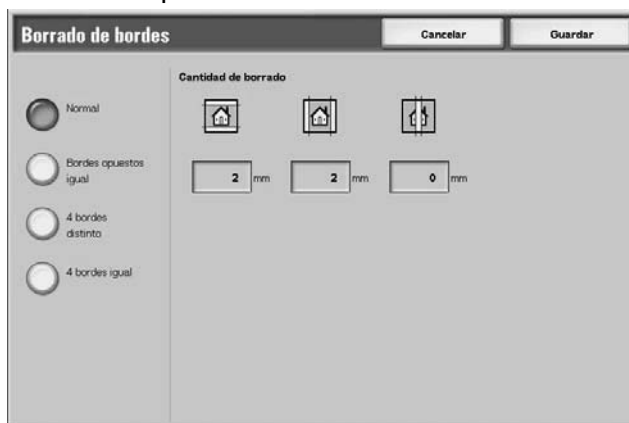 Borrado de bordes
Cancelar
Guardar
Cantidad de borrado
Normal
Bordes opuestos
igual
4 bordes
distinto
4 bordes igual
2 mm
2 mm
0 mm